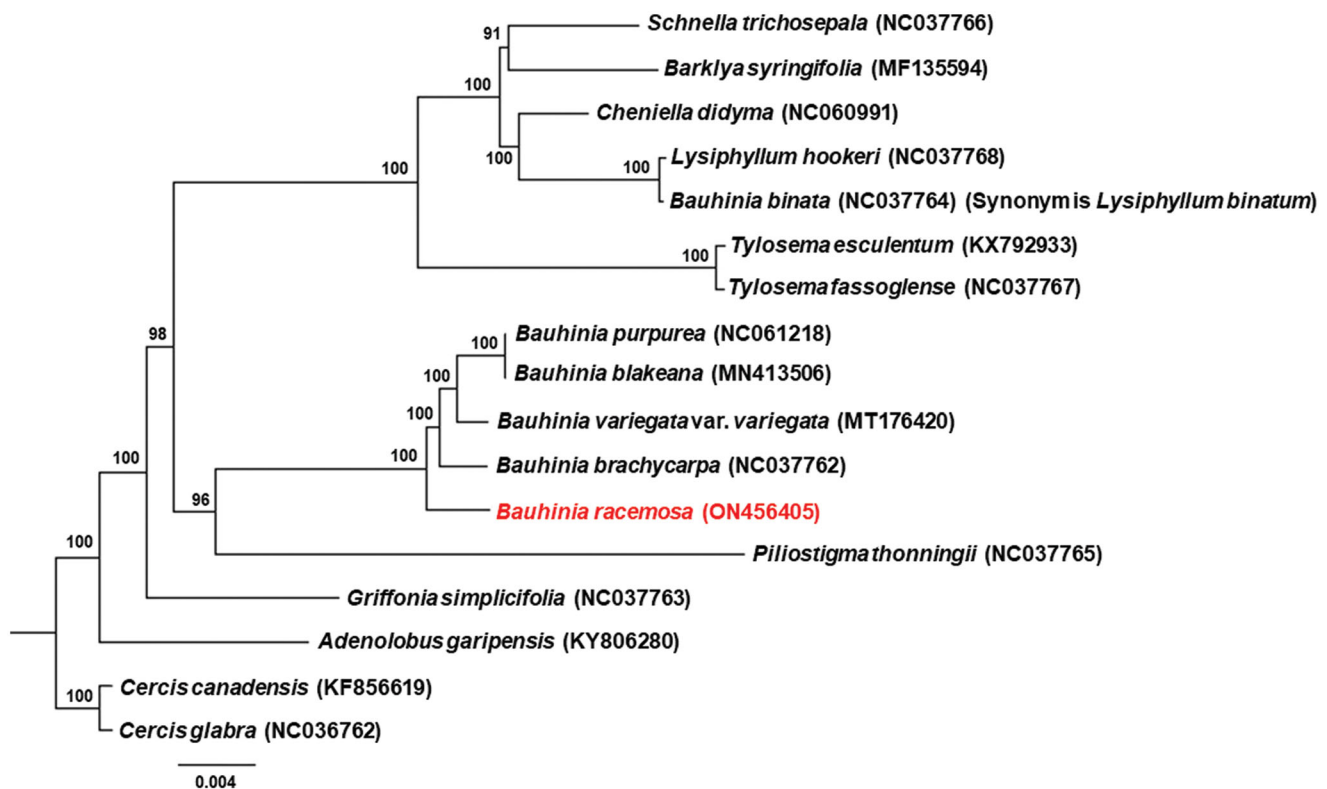 Schnella trichosepala (NC037766)
91
Barklya syringifolia (MF135594)
100
Cheniella didyma (NC060991)
100
Lysiphyllum hookeri (NC037768)
100
100
Bauhinia binata (NC037764) (Synonym is Lysiphyllum binatum)
Tylosema esculentum (KX792933)
100
Tylosema fassoglense (NC037767)
98
Bauhinia purpurea (NC061218)
100
Bauhinia blakeana (MN413506)
100
100
Bauhinia variegata var. variegata (MT176420)
100
Bauhinia brachycarpa (NC037762)
100
96
Bauhinia racemosa (ON456405)
100
Piliostigma thonningii (NC037765)
Griffonia simplicifolia (NC037763)
Adenolobus garipensis (KY806280)
Cercis canadensis (KF856619)
100
Cercis glabra (NC036762)
0.004